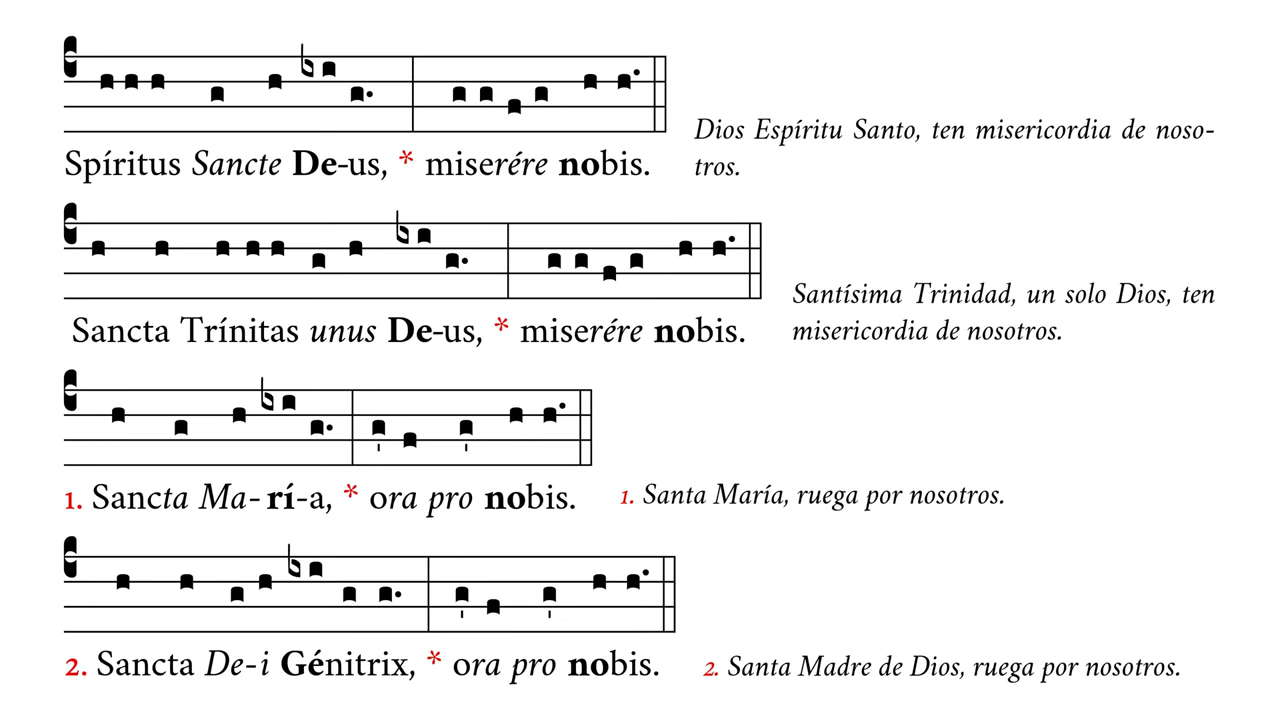 Spíritus Sancte De-us, * miserére nobis.
Dios Espíritu Santo, ten misericordia de noso-
tros.
Sancta Trínitas unus De-us, * miserére nobis.
Santísima Trinidad, un solo Dios, ten
misericordia de nosotros.
1. Sancta Ma-rí-a, * ora pro nobis.
1. Santa María, ruega por nosotros.
2. Sancta De-i Génitrix, * ora pro nobis.
2. Santa Madre de Dios, ruega por nosotros.